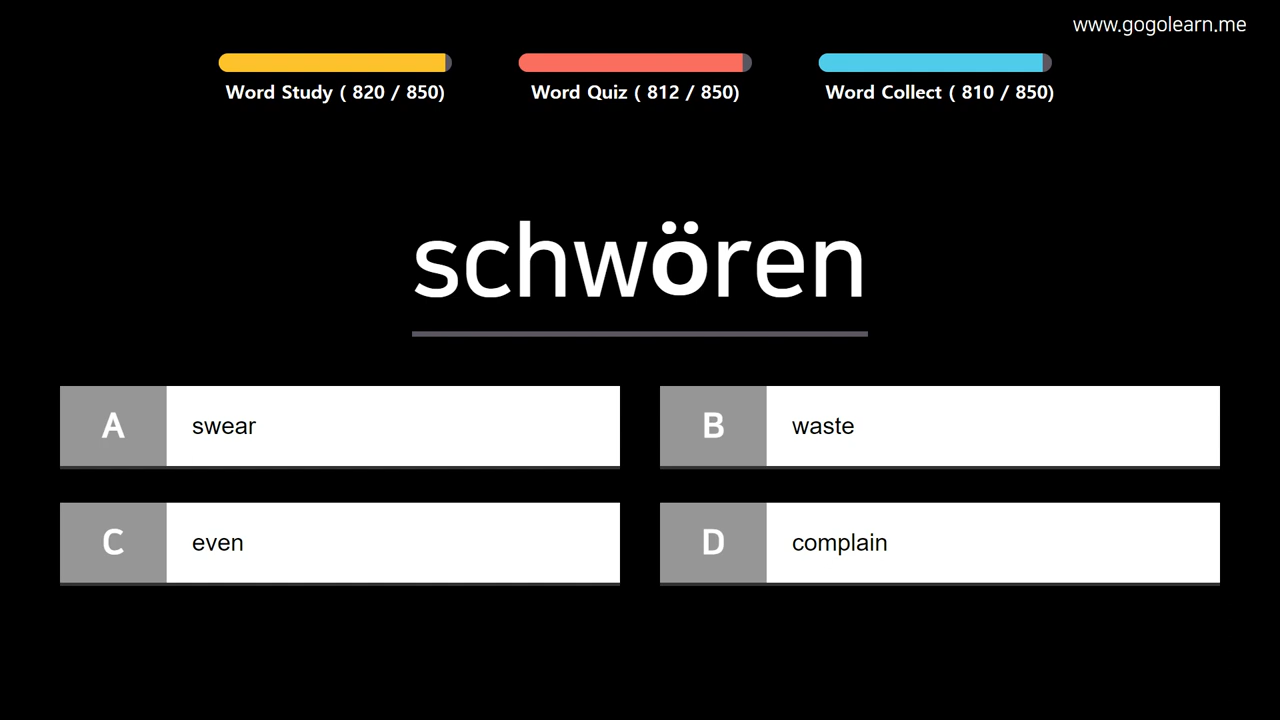 www.gogolearn.me
Word Study ( 820 / 850)
Word Quiz ( 812 / 850)
Word Collect ( 810 / 850)
schwören
A swear
B waste
C even
D complain